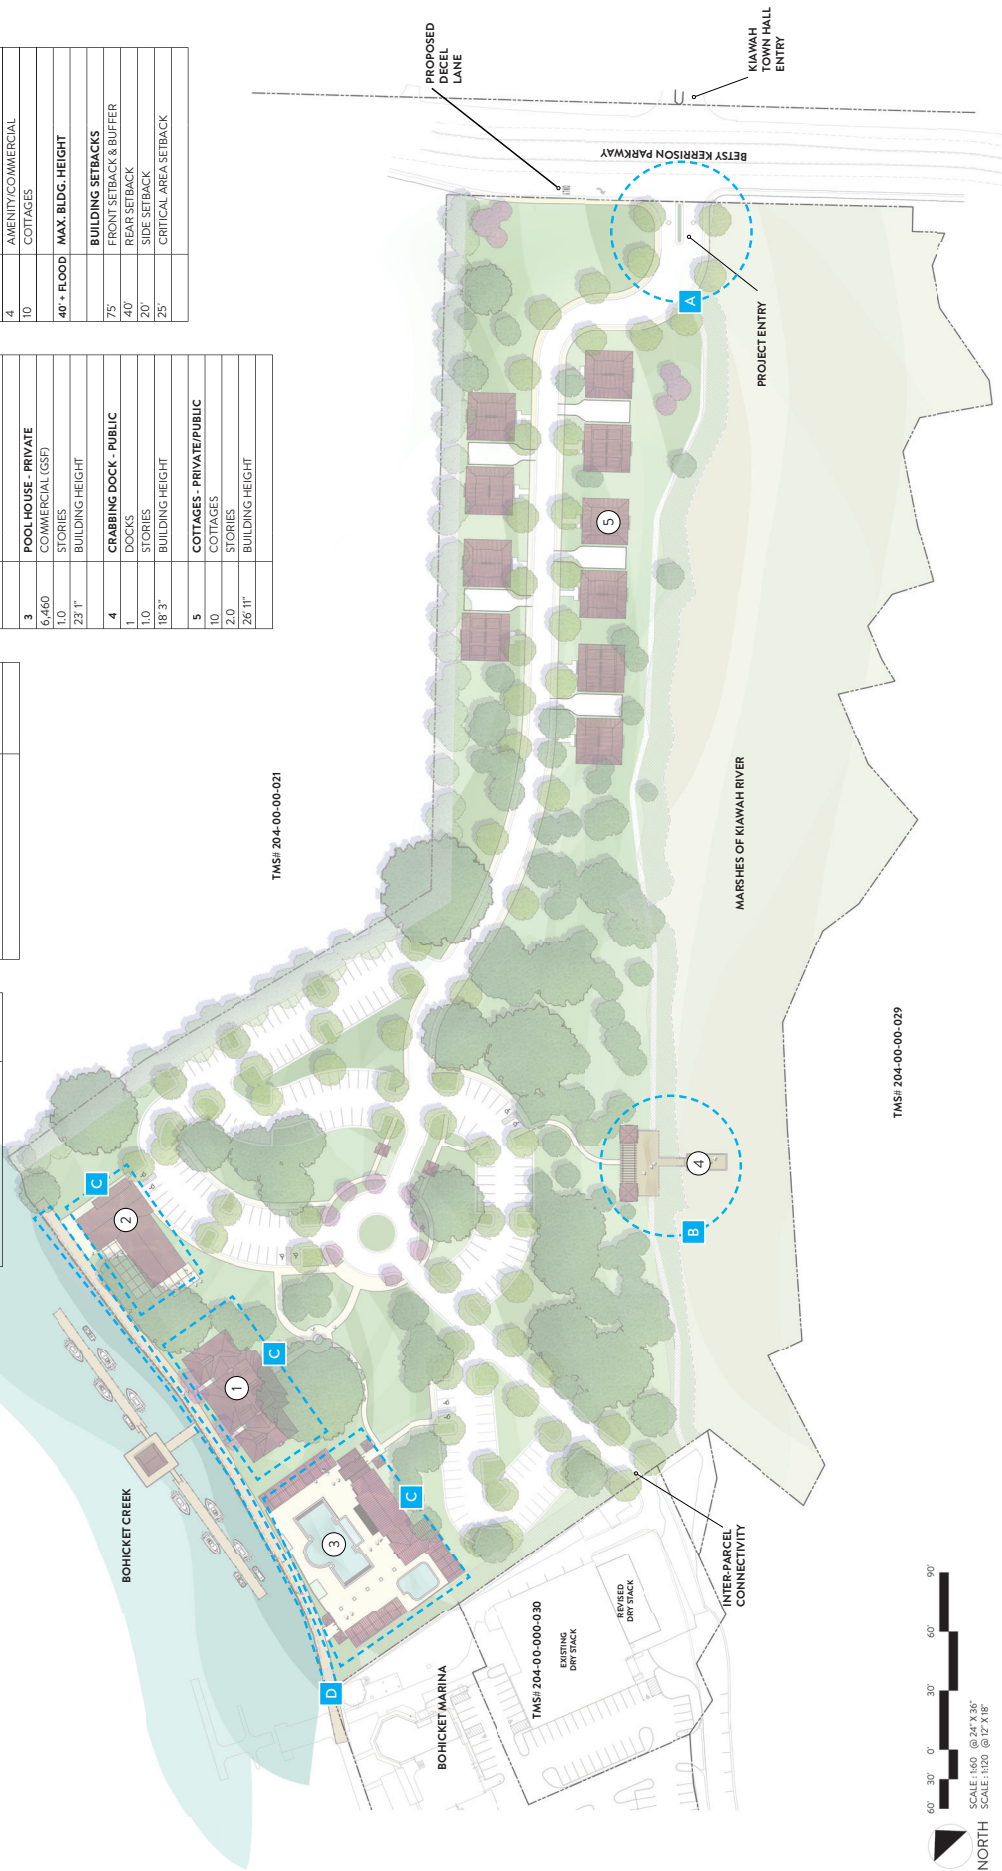 4 AMENITY/COMMERCIAL
10 COTTAGES
40' + FLOOD MAX. BLDG. HEIGHT
BUILDING SETBACKS
75' FRONT SETBACK & BUFFER
40' REAR SETBACK
20' SIDE SETBACK
25' CRITICAL AREA SETBACK
3 POOL HOUSE - PRIVATE
6,460 COMMERCIAL (GSF)
1.0 STORIES
23' 1" BUILDING HEIGHT
4 CRABBING DOCK - PUBLIC
1 DOCKS
1.0 STORIES
18' 3" BUILDING HEIGHT
5 COTTAGES - PRIVATE/PUBLIC
10 COTTAGES
2.0 STORIES
26' 11" BUILDING HEIGHT
PROPOSED
DECEL
LANE
KIAWAH
TOWN HALL
ENTRY
BETSY KERRISON PARKWAY
A
PROJECT ENTRY
5
TMS# 204-00-00-021
MARSHES OF KIAWAH RIVER
TMS# 204-00-00-029
C
2
4
B
C
1
BOHICKET CREEK
C
3
D
INTER-PARCEL
CONNECTIVITY
REVISED
DRY STACK
EXISTING
DRY STACK
TMS# 204-00-000-030
BOHICKET MARINA
60' 30' 0' 30' 60' 90'
SCALE : 1:60 @ 24" X 36"
SCALE : 1:120 @ 12" X 18"
NORTH